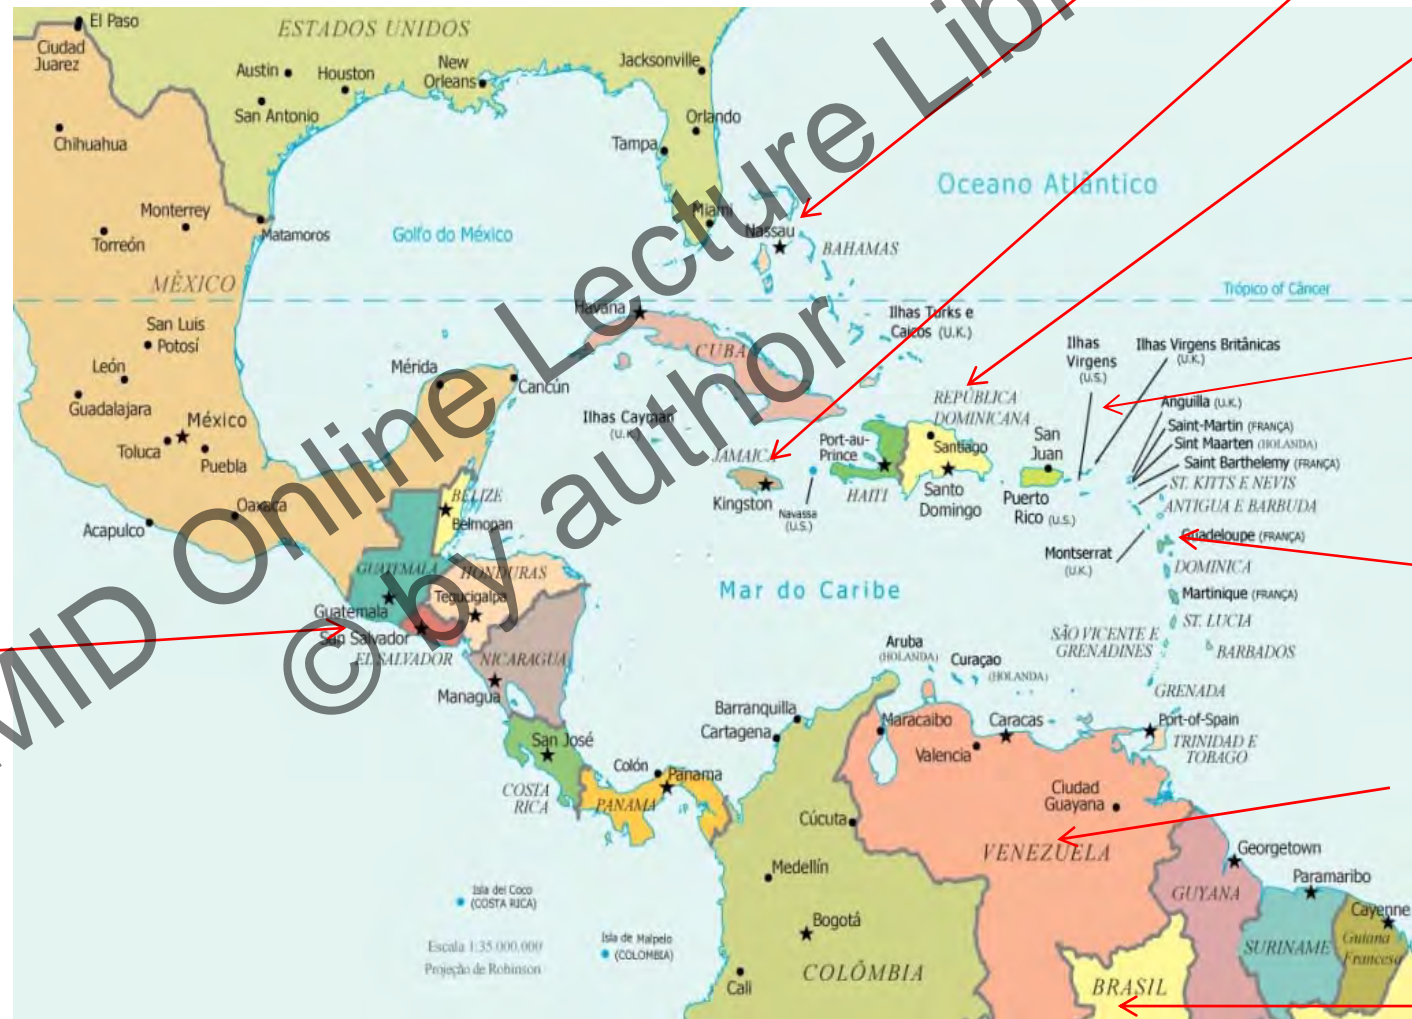 El Paso
ESTADOS UNIDOS
Ciudad
Juarez
Austin
Houston
New
Orleans
Jacksonville
San Antonio
Chihuahua
Orlando
Tampa
Oceano Atlântico
Monterrey
Miami
Torreón
Matamoros
Golfo do México
Nassau
BAHAMAS
MÉXICO
Trópico of Câncer
Havana
Ilhas Turks e
Caicos (U.K.)
San Luis
Potosí
CUBA
Ilhas
Virgens
(U.S.)
Ilhas Virgens Britânicas
(U.K.)
León
Mérida
Cancún
Guadalajara
REPÚBLICA
DOMINICANA
Anguilla (U.K.)
México
Ilhas Cayman
(U.K.)
Saint-Martin (FRANÇA)
Toluca
Puebla
Port-au-
Prince
Santiago
San
Juan
Sint Maarten (HOLANDA)
JAMAICA
Saint Barthelemy (FRANÇA)
Kingston
Navassa
(U.S.)
HAITI
Santo
Domingo
Puerto
Rico (U.S.)
ST. KITTS E NEVIS
BELIZE
Belmopan
Oaxaca
Acapulco
ANTIGUA E BARBUDA
Guadeloupe (FRANÇA)
Montserrat
(U.K.)
GUATEMALA
HONDURAS
DOMINICA
Tegucigalpa
Mar do Caribe
Martinique (FRANÇA)
Guatemala
San Salvador
ST. LUCIA
EL SALVADOR
NICARAGUA
Aruba
(HOLANDA)
Curaçao
(HOLANDA)
SÃO VICENTE E
GRENADINES
BARBADOS
Managua
GRENADA
Barranquilla
Cartagena
Maracaibo
Caracas
Port-of-Spain
San José
Valencia
TRINIDAD E
TOBAGO
Colón
Panama
COSTA
RICA
PANAMÁ
Ciudad
Guayana
Cúcuta
VENEZUELA
Georgetown
Medellín
Paramaribo
Isla del Coco
(COSTA RICA)
GUYANA
Cayenne
Bogotá
Escala 1:35.000.000
Projeção de Robinson
Isla de Malpelo
(COLOMBIA)
SURINAME
Guiana
Francesa
COLÔMBIA
Cali
BRASIL
MID Online Lecture Libr
© by author